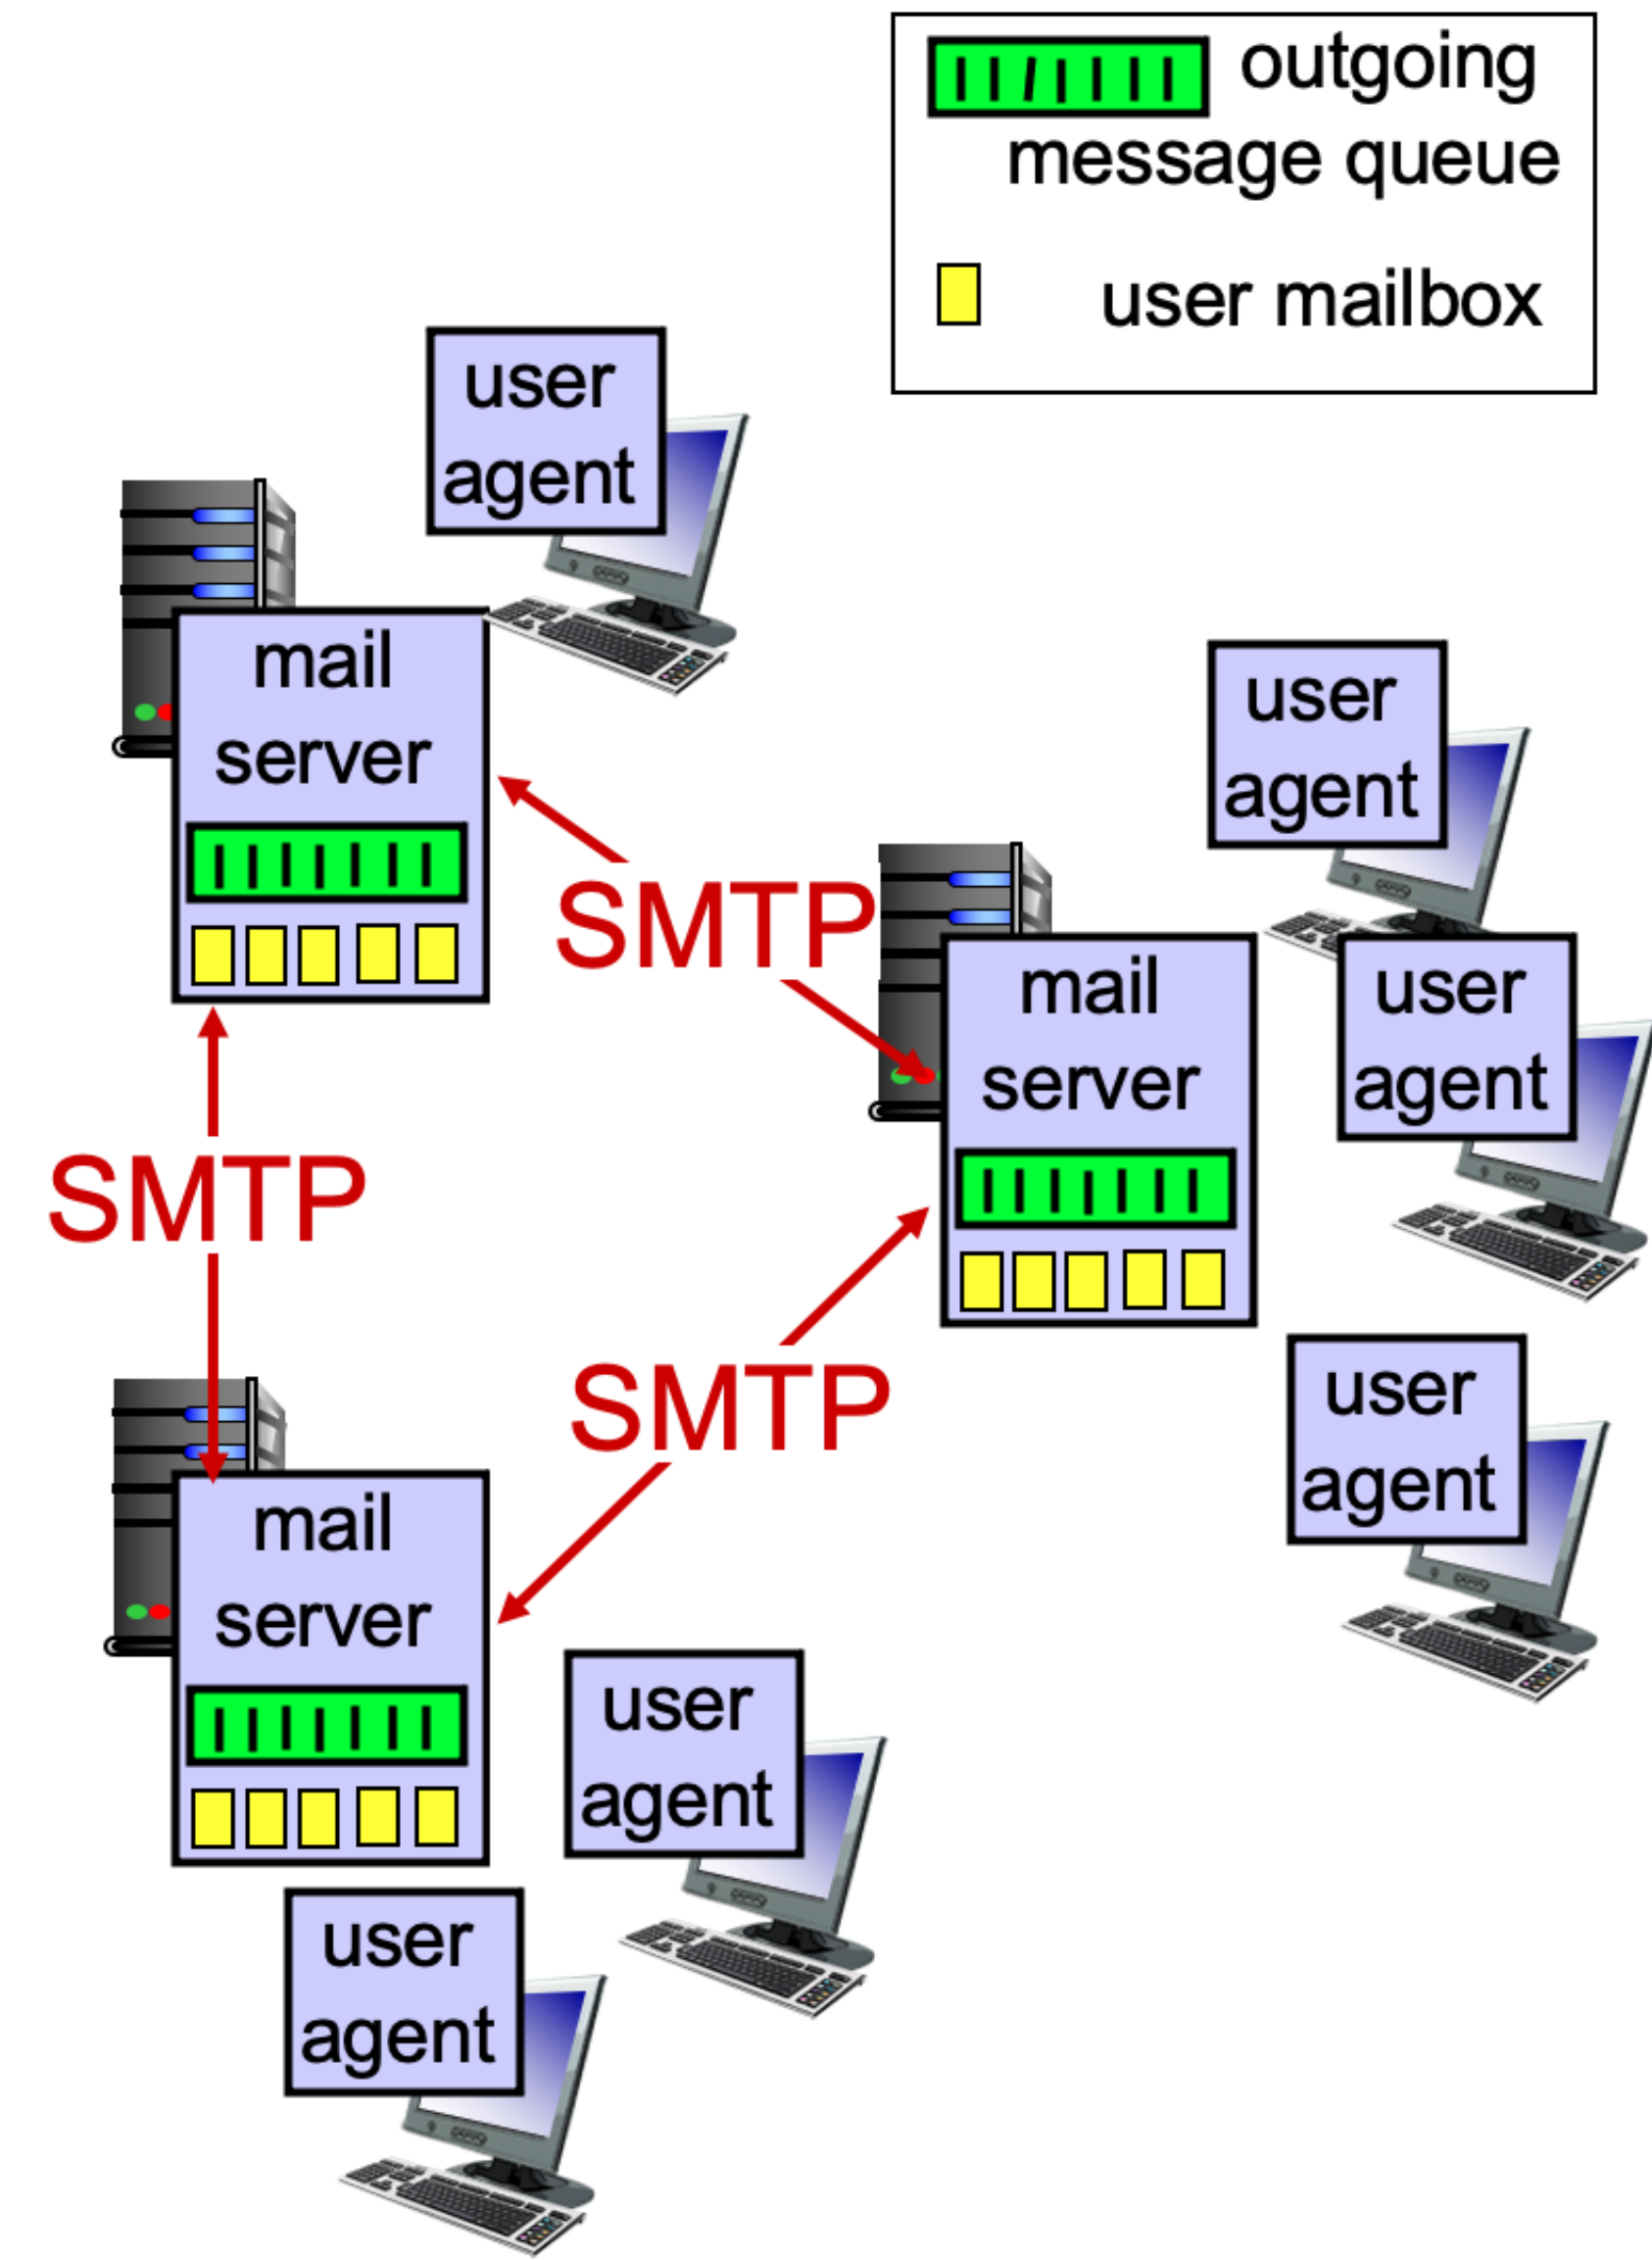 outgoing
message queue
user mailbox
user
agent
mail
server
user
agent
SMTP
mail
server
user
agent
SMTP
SMTP
user
agent
mail
server
user
agent
user
agent